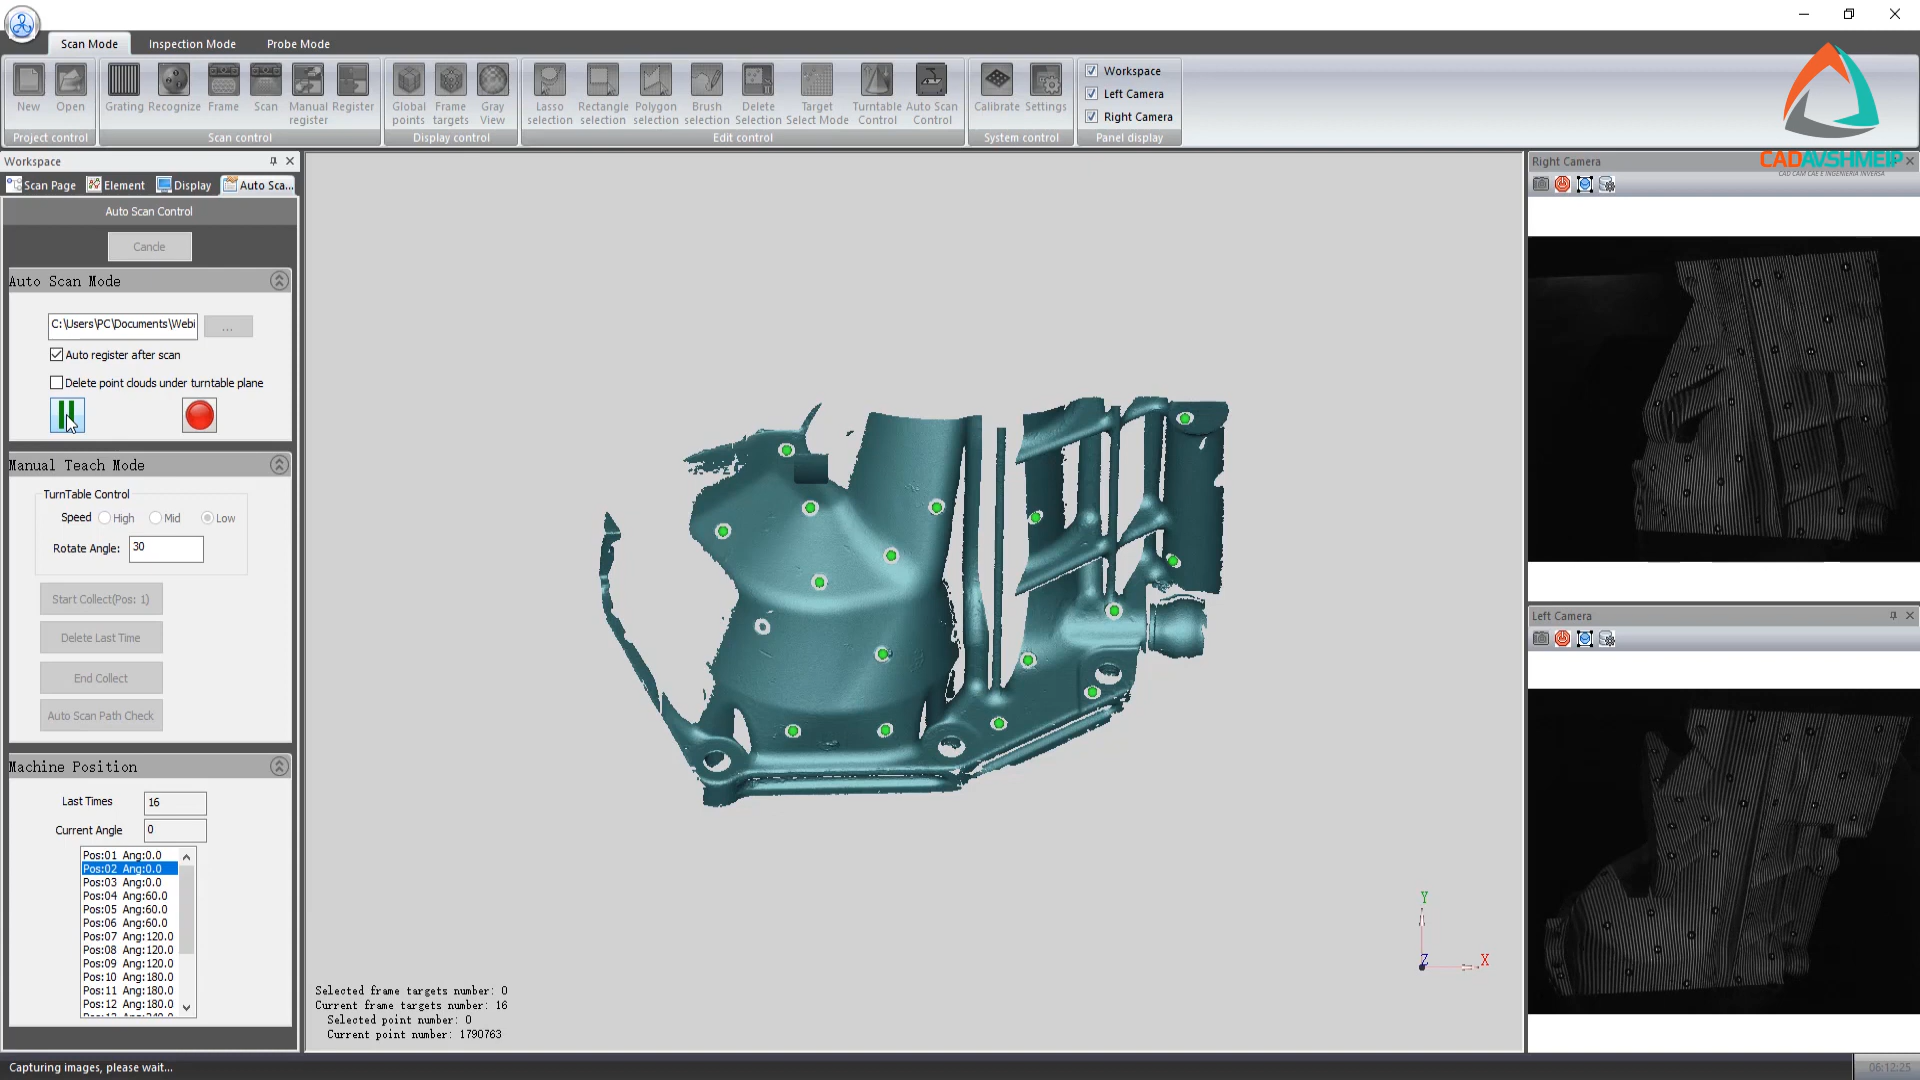 Scan Mode
Inspection Mode
Probe Mode
New
Open
Grating
Recognize
Frame
Scan
Manual register
Register
Global points
Frame targets
Gray View
Lasso selection
Rectangle selection
Polygon selection
Brush selection
Delete Selection
Target Select Mode
Turntable Control
Auto Scan Control
Calibrate
Settings
Workspace
Left Camera
Right Camera
Project control
Scan control
Display control
Edit control
System control
Panel display
CADAVSHMEIP
CAD CAM CAE E INGENIERIA INVERSA
Workspace
Scan Page
Element
Display
Auto Sca...
Auto Scan Control
Cancle
Auto Scan Mode
C:\Users\PC\Documents\Webi
...
Auto register after scan
Delete point clouds under turntable plane
Manual Teach Mode
TurnTable Control
Speed High Mid Low
Rotate Angle: 30
Start Collect(Pos: 1)
Delete Last Time
End Collect
Auto Scan Path Check
Machine Position
Last Times 16
Current Angle 0
Pos:01 Ang:0.0
Pos:02 Ang:0.0
Pos:03 Ang:0.0
Pos:04 Ang:60.0
Pos:05 Ang:60.0
Pos:06 Ang:60.0
Pos:07 Ang:120.0
Pos:08 Ang:120.0
Pos:09 Ang:120.0
Pos:10 Ang:180.0
Pos:11 Ang:180.0
Pos:12 Ang:180.0
Selected frame targets number: 0
Current frame targets number: 16
Selected point number: 0
Current point number: 1790763
Y
Z
X
Right Camera
Left Camera
Capturing images, please wait...
06:12:25